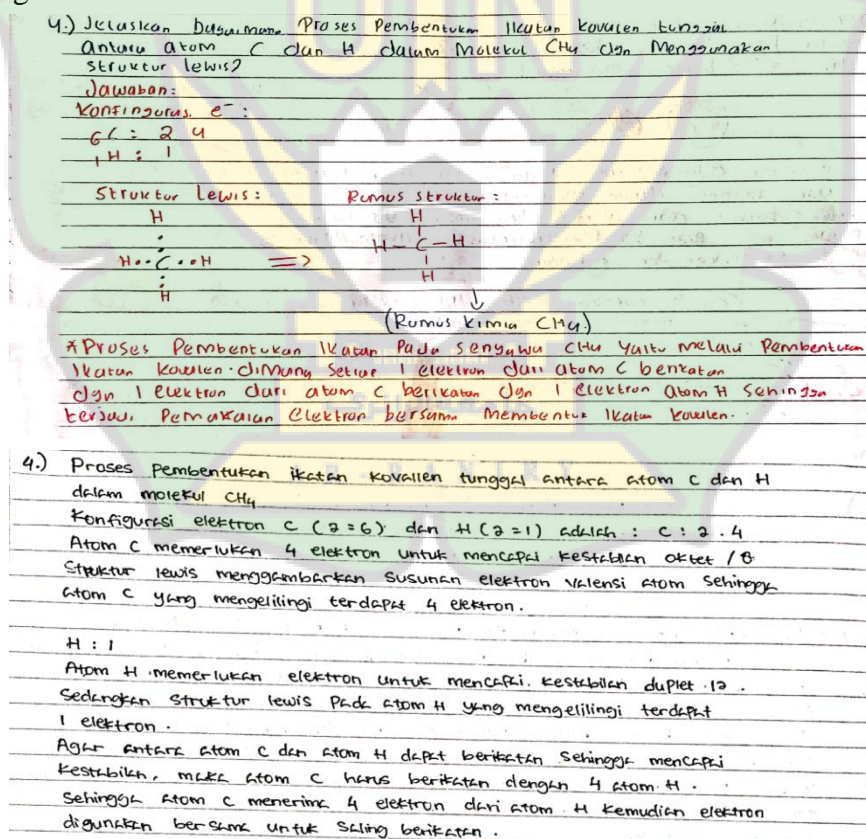 4.) Jelaskan bagaimana Proses Pembentukan Ikatan kovalen tunggal
antara atom C dan H dalam Molekul CH4 dgn Menggunakan
struktur lewis?
Jawaban:
Konfingurasi e⁻ :
6C : 2 4
1H : 1
Struktur Lewis : Rumus struktur :
H H
H •• C •• H => H – C – H
H H
(Rumus kimia CH4)
*Proses Pembentukan Ikatan Pada senyawa CH4 Yaitu melalui Pembentukan
Ikatan Kovalen. dimana setiap 1 elektron dari atom C berikatan
dgn 1 elektron dari atom C berikatan dgn 1 elektron atom H sehingga
terjadi Pemakaian elektron bersama Membentuk Ikatan kovalen.
4.) Proses pembentukan ikatan kovallen tunggal antara atom C dan H
dalam molekul CH4
Konfigurasi elektron C (z=6) dan H (z=1) adalah : C : 2 . 4
Atom C memerlukan 4 elektron untuk mencapai kestabilan oktet / 8
Struktur lewis menggambarkan susunan elektron valensi atom sehingga
atom C yang mengelilingi terdapat 4 elektron.
H : 1
Atom H memerlukan elektron untuk mencapai kestabilan duplet .12 .
Sedangkan struktur lewis pada atom H yang mengelilingi terdapat
1 elektron .
Agar antara atom C dan atom H dapat berikatan sehingga mencapai
kestabilan, maka atom C harus berikatan dengan 4 atom H .
Sehingga atom C menerima 4 elektron dari atom H kemudian elektron
digunakan bersama untuk saling berikatan .